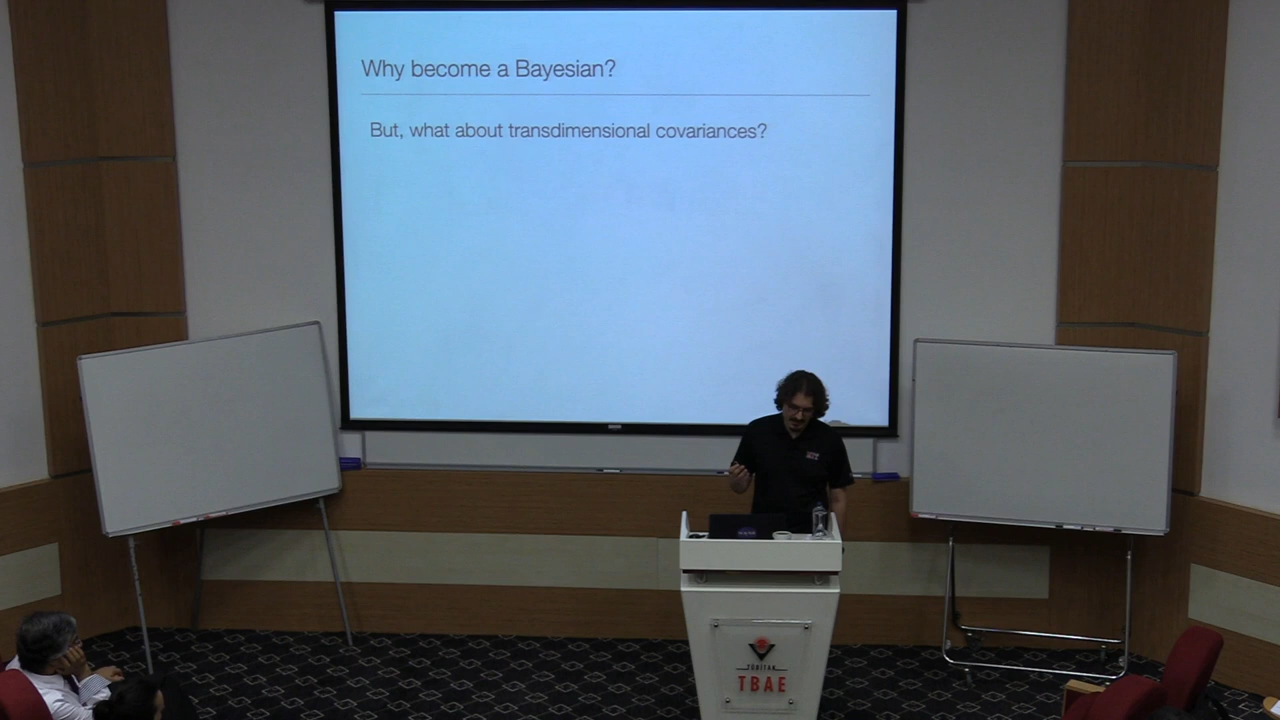 Why become a Bayesian?
But, what about transdimensional covariances?
TÜBİTAK
TBAE